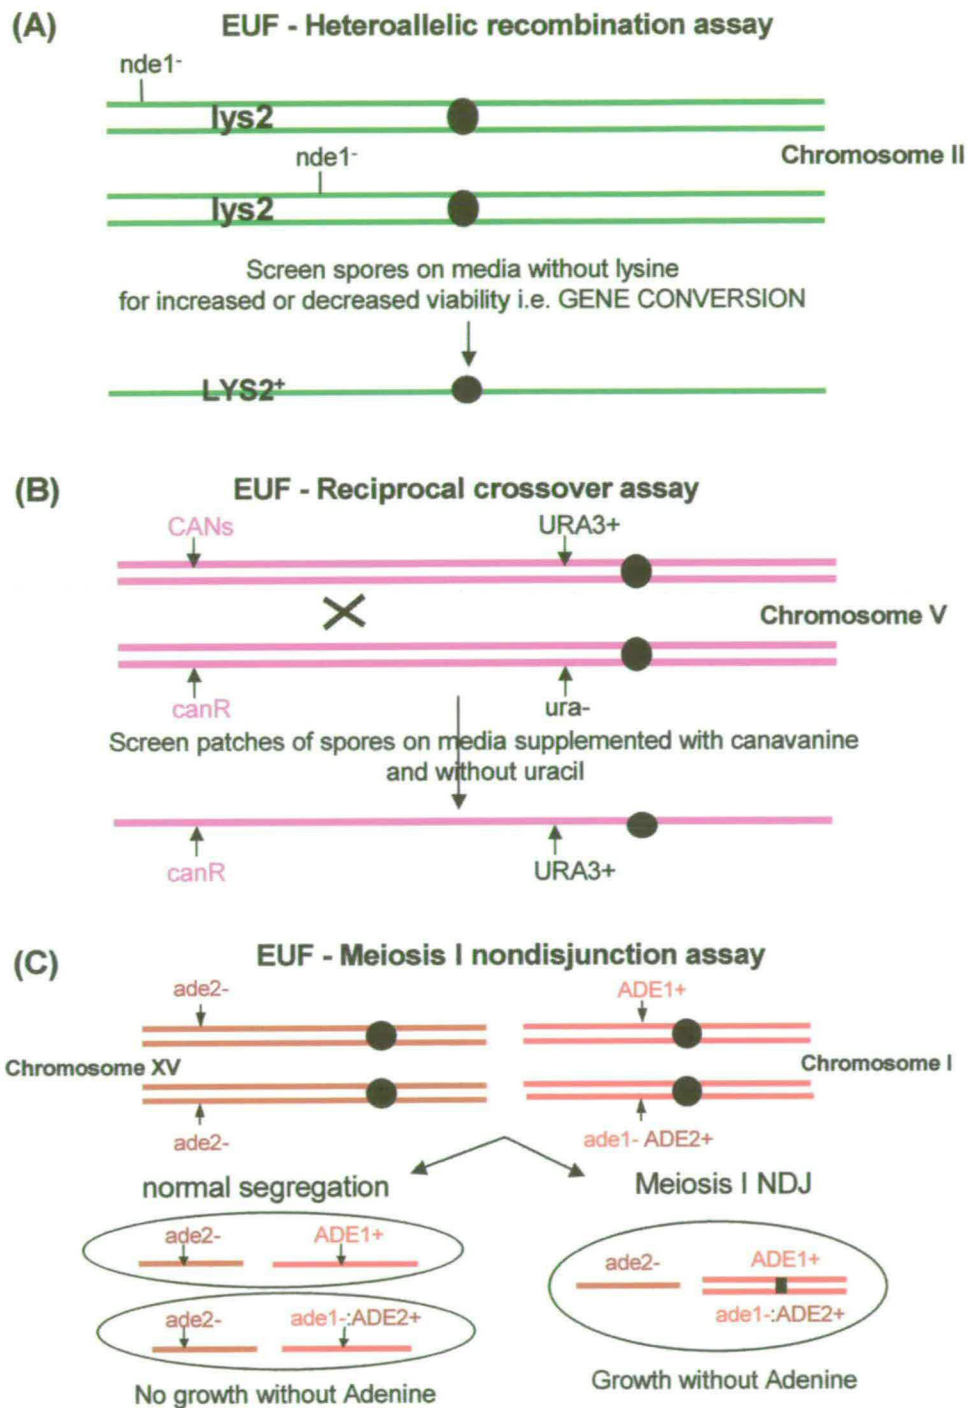 (A)
EUF - Heteroallelic recombination assay
nde1-
lys2
nde1-
Chromosome II
lys2
Screen spores on media without lysine
for increased or decreased viability i.e. GENE CONVERSION
LYS2+
(B)
EUF - Reciprocal crossover assay
CANs
URA3+
Chromosome V
canR
ura-
Screen patches of spores on media supplemented with canavanine
and without uracil
canR
URA3+
(C)
EUF - Meiosis I nondisjunction assay
ade2-
ADE1+
Chromosome XV
Chromosome I
ade2-
ade1- ADE2+
normal segregation
Meiosis I NDJ
ade2-
ADE1+
ade2-
ade1-:ADE2+
No growth without Adenine
ade2-
ADE1+
ade1-:ADE2+
Growth without Adenine